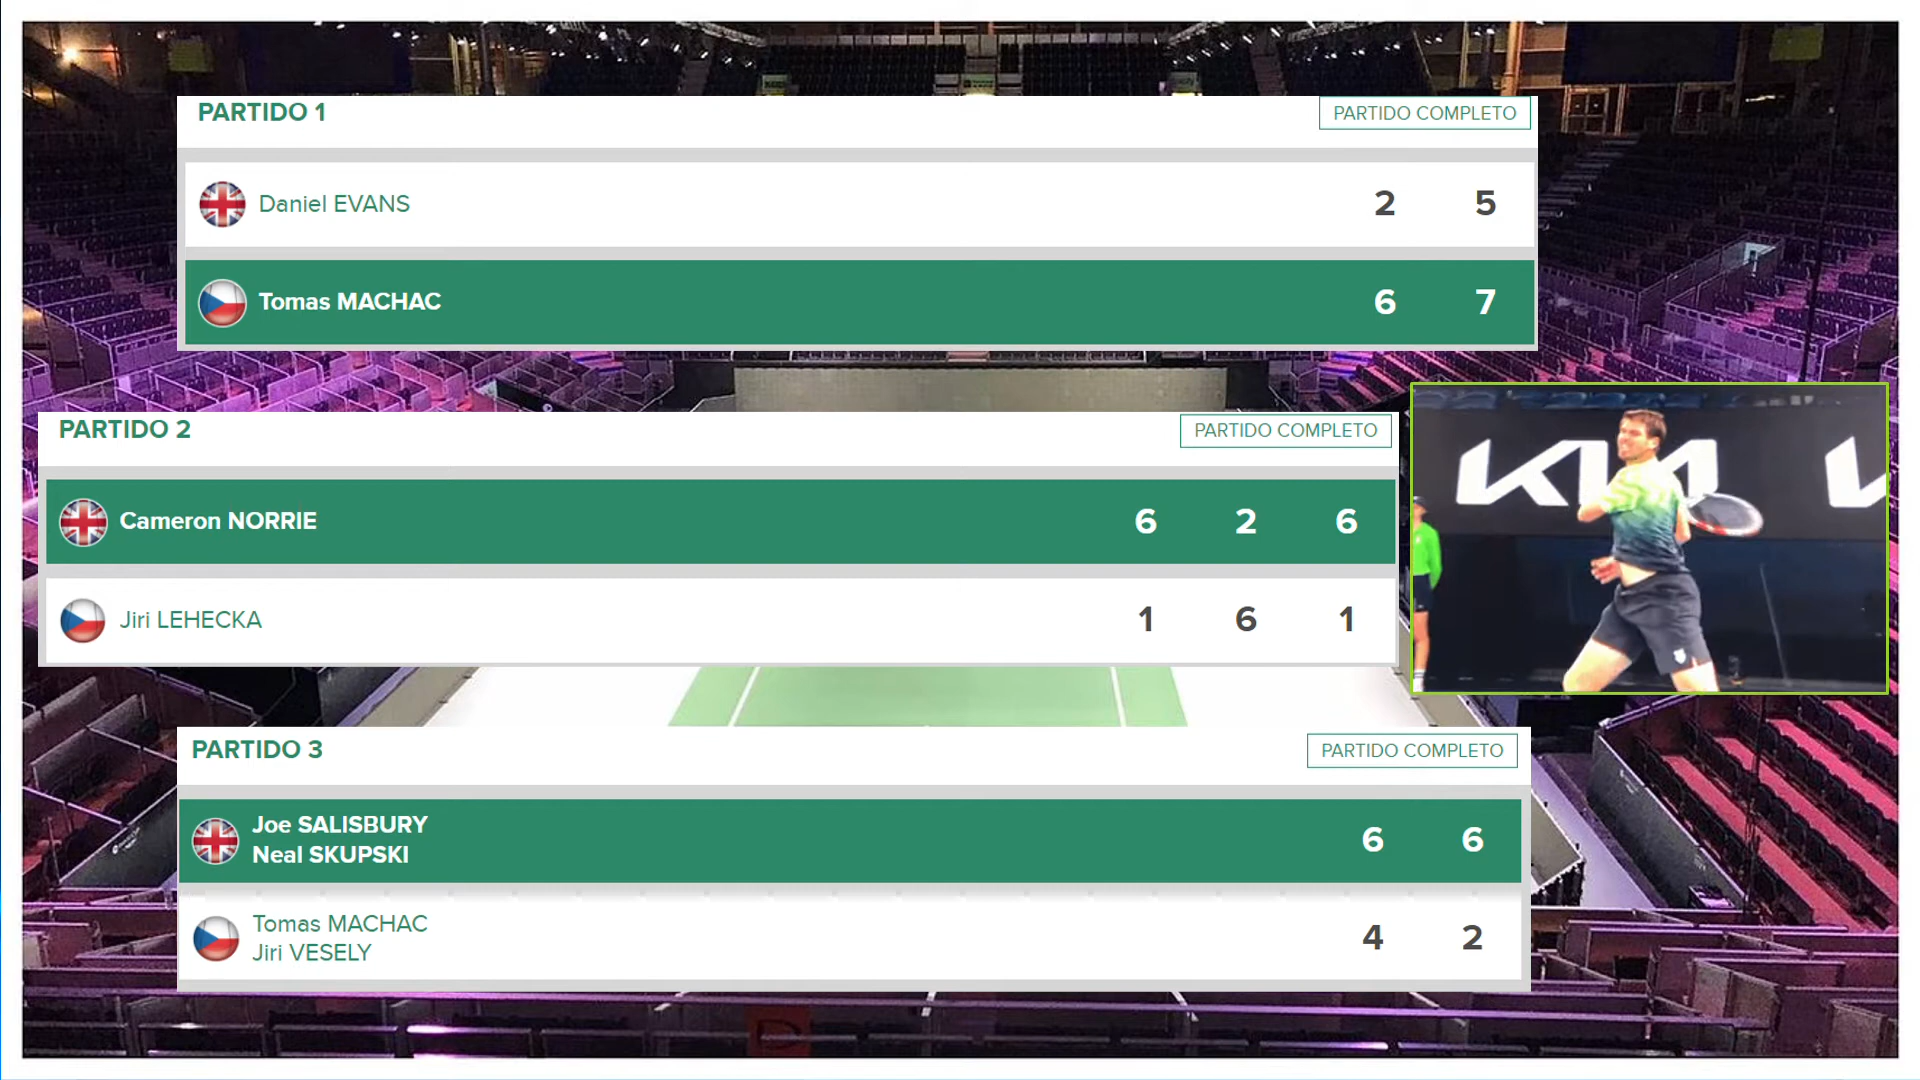 PARTIDO 1
PARTIDO COMPLETO
Daniel EVANS 2 5
Tomas MACHAC 6 7
PARTIDO 2
PARTIDO COMPLETO
Cameron NORRIE 6 2 6
Jiri LEHECKA 1 6 1
KIA
PARTIDO 3
PARTIDO COMPLETO
Joe SALISBURY
Neal SKUPSKI
6 6
Tomas MACHAC
Jiri VESELY
4 2